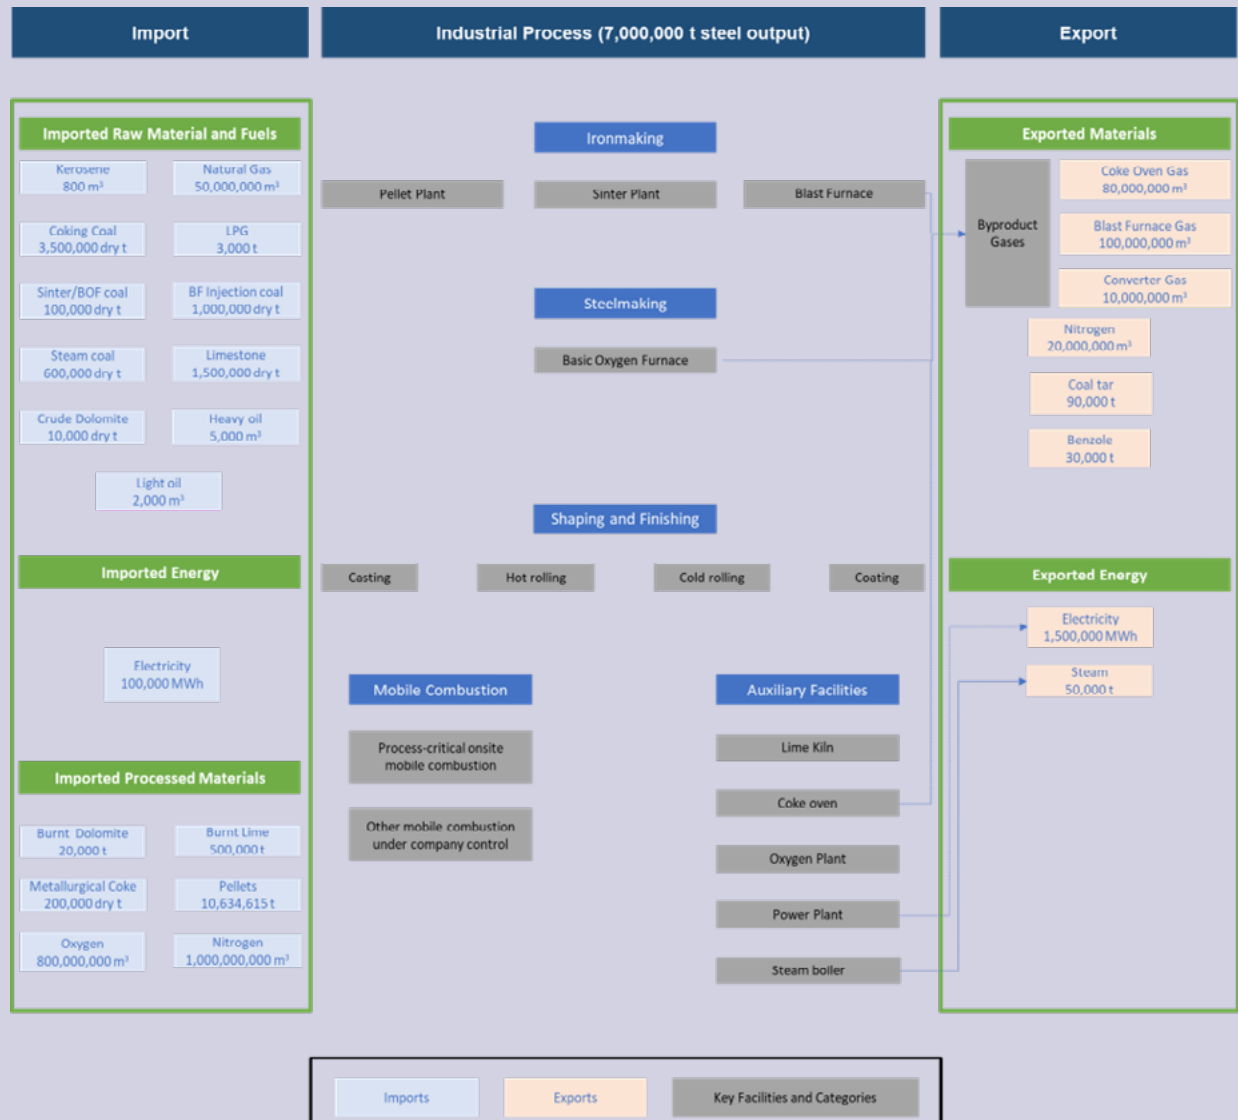 Import
Industrial Process (7,000,000 t steel output)
Export
Imported Raw Material and Fuels
Kerosene
800 m³
Natural Gas
50,000,000 m³
Coking Coal
3,500,000 dry t
LPG
3,000 t
Sinter/BOF coal
100,000 dry t
BF Injection coal
1,000,000 dry t
Steam coal
600,000 dry t
Limestone
1,500,000 dry t
Crude Dolomite
10,000 dry t
Heavy oil
5,000 m³
Light oil
2,000 m³
Imported Energy
Electricity
100,000 MWh
Imported Processed Materials
Burnt Dolomite
20,000 t
Burnt Lime
500,000 t
Metallurgical Coke
200,000 dry t
Pellets
10,634,615 t
Oxygen
800,000,000 m³
Nitrogen
1,000,000,000 m³
Ironmaking
Pellet Plant
Sinter Plant
Blast Furnace
Steelmaking
Basic Oxygen Furnace
Shaping and Finishing
Casting
Hot rolling
Cold rolling
Coating
Mobile Combustion
Process-critical onsite
mobile combustion
Other mobile combustion
under company control
Auxiliary Facilities
Lime Kiln
Coke oven
Oxygen Plant
Power Plant
Steam boiler
Exported Materials
Byproduct
Gases
Coke Oven Gas
80,000,000 m³
Blast Furnace Gas
100,000,000 m³
Converter Gas
10,000,000 m³
Nitrogen
20,000,000 m³
Coal tar
90,000 t
Benzole
30,000 t
Exported Energy
Electricity
1,500,000 MWh
Steam
50,000 t
Imports
Exports
Key Facilities and Categories